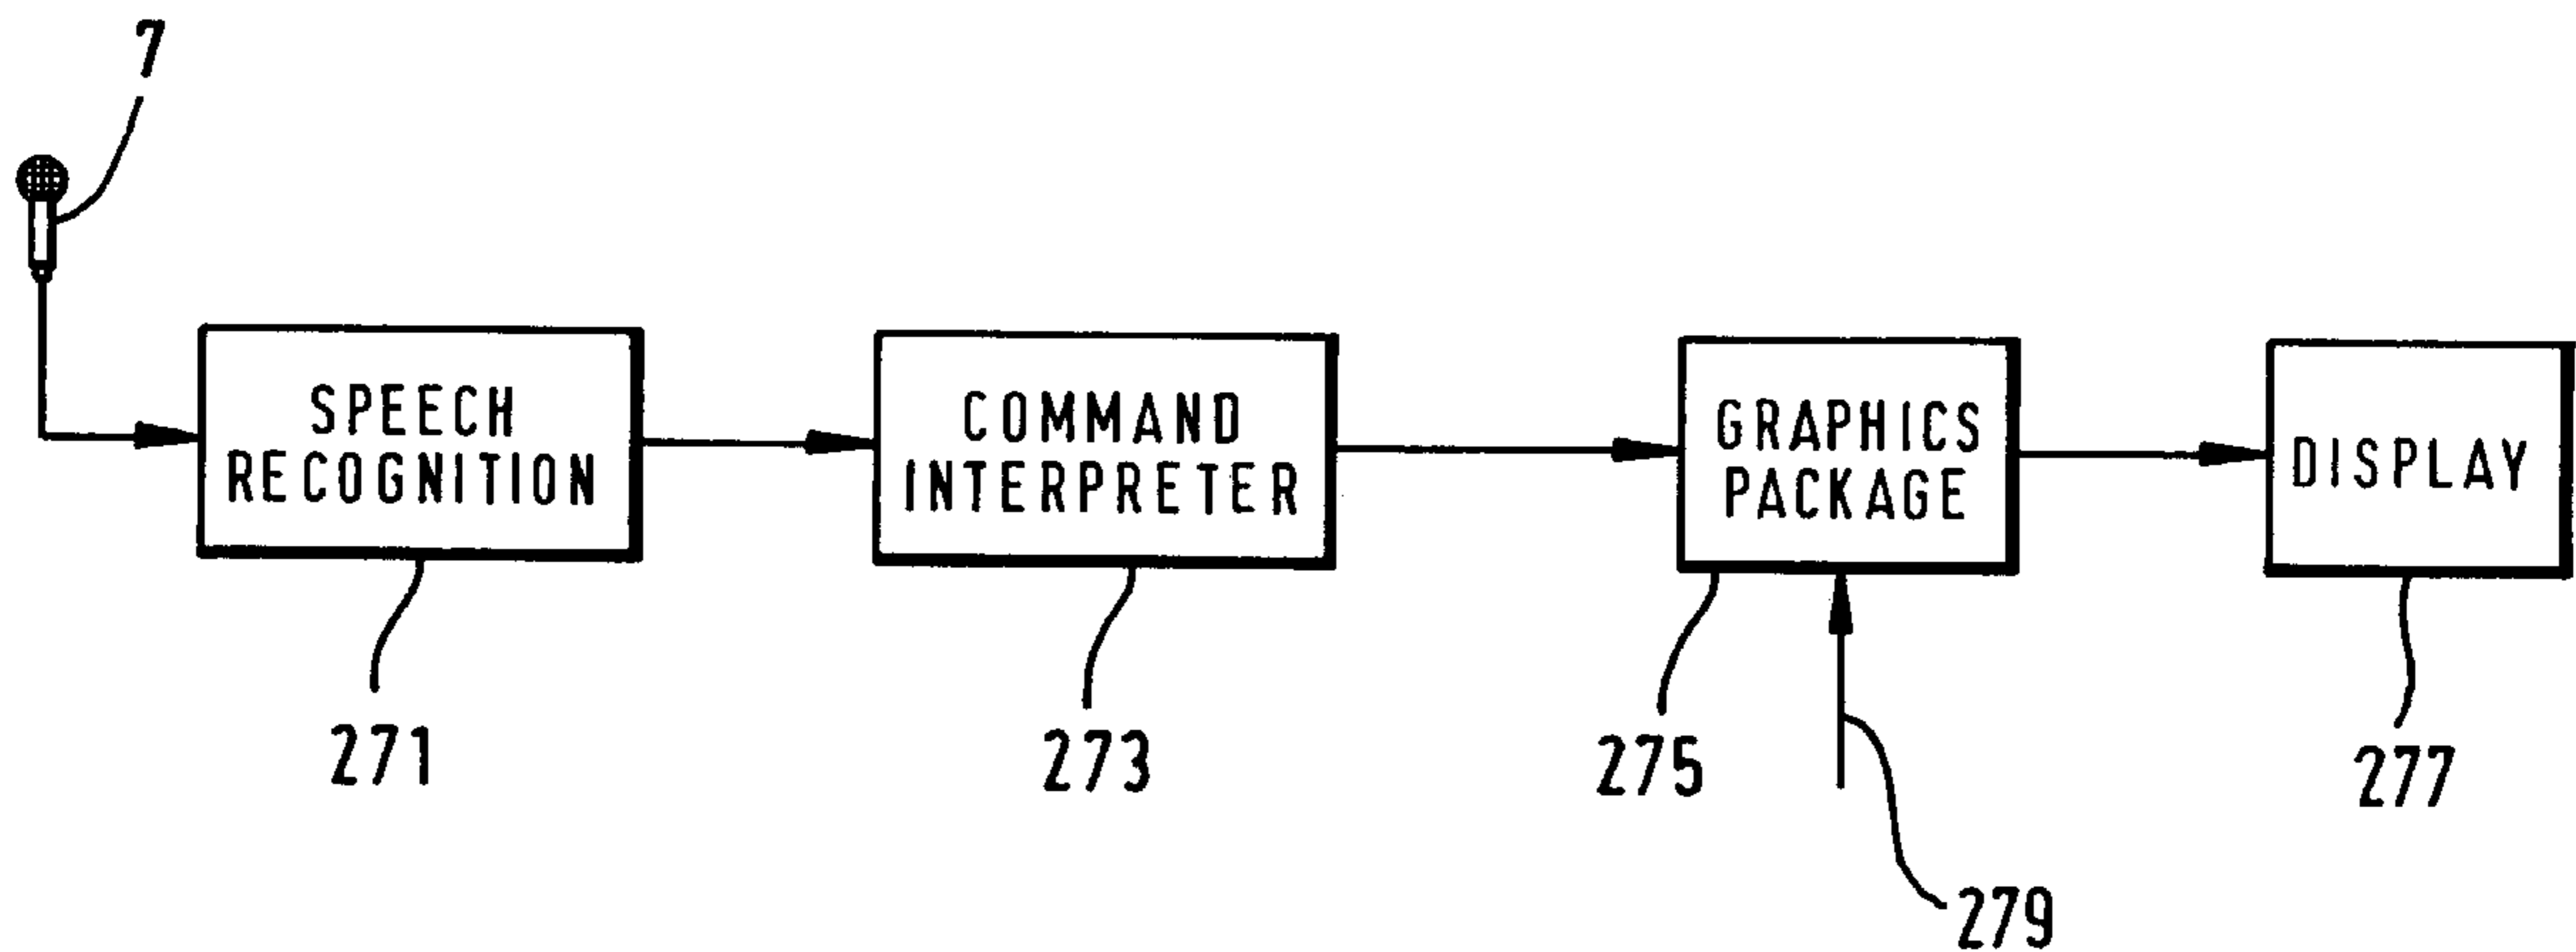 7
SPEECH
RECOGNITION
COMMAND
INTERPRETER
GRAPHICS
PACKAGE
DISPLAY
271
273
275
277
279